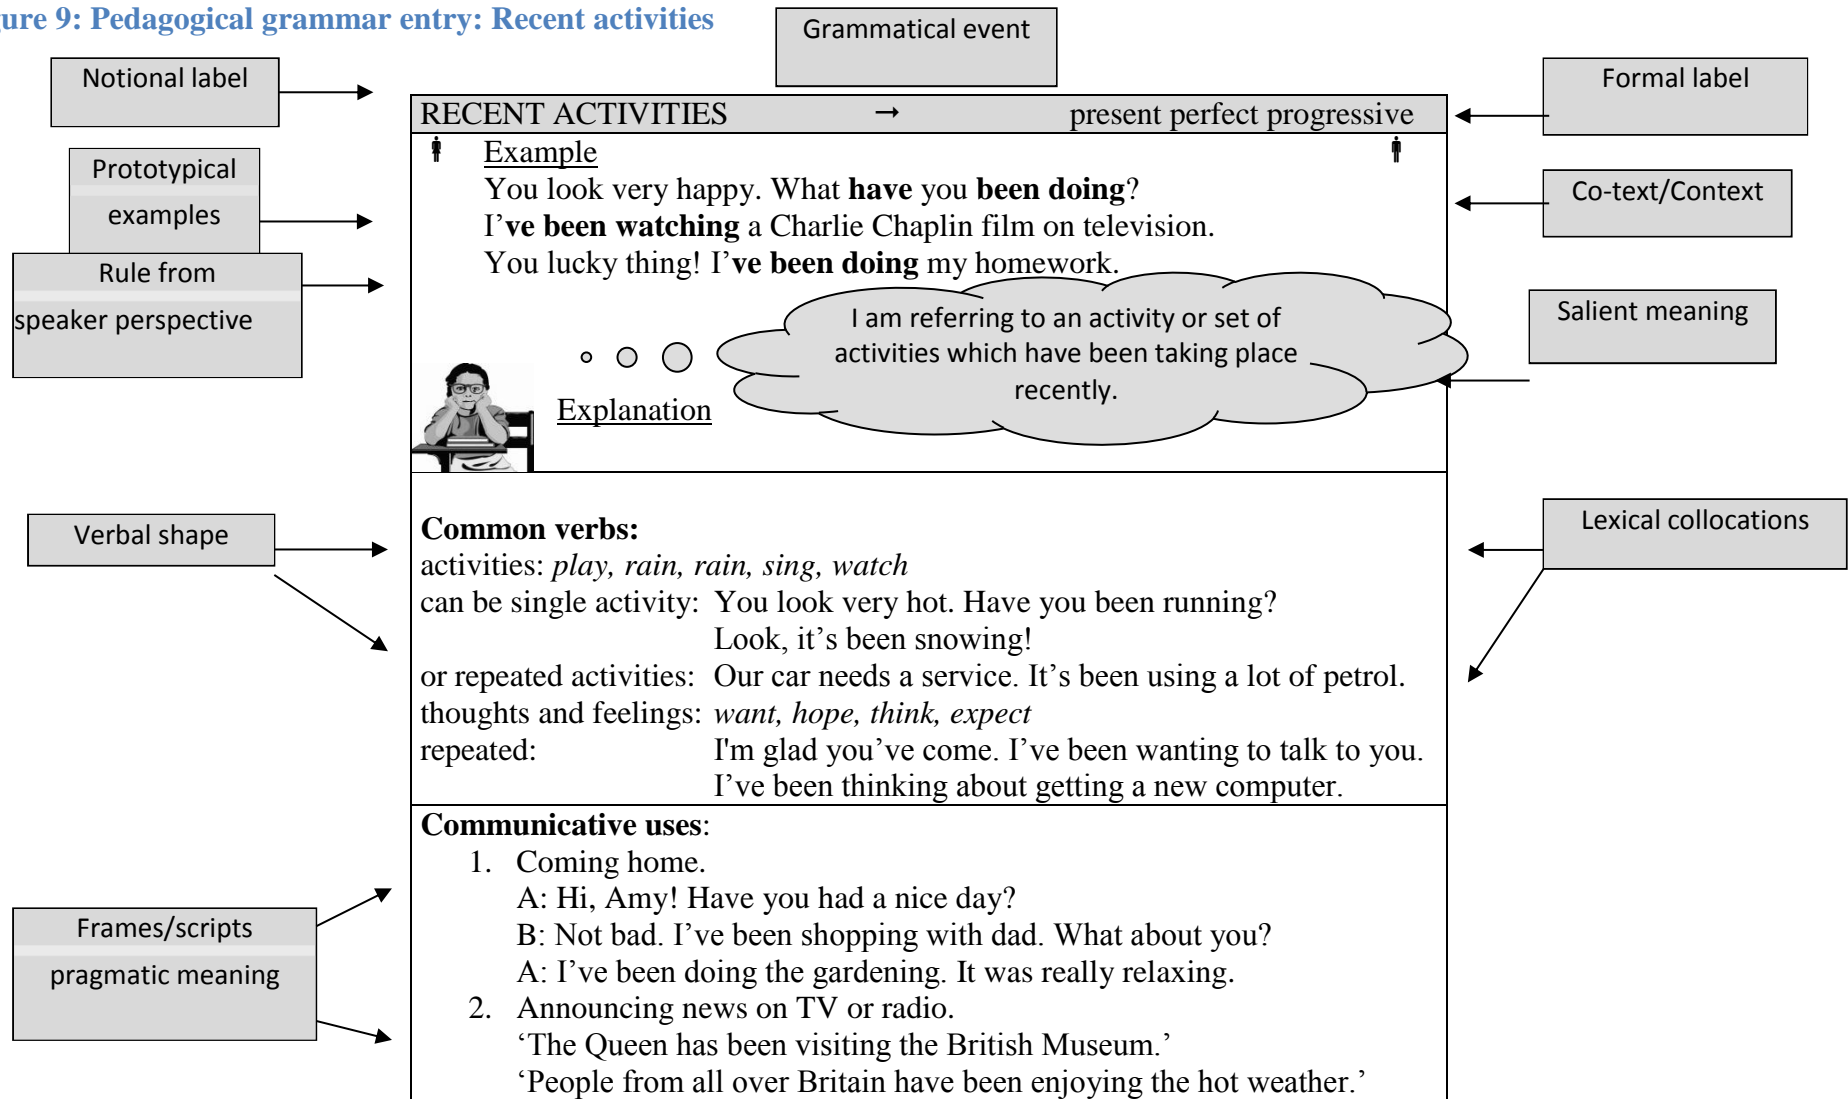 gure 9: Pedagogical grammar entry: Recent activities
Grammatical event
Notional label
Formal label
RECENT ACTIVITIES → present perfect progressive
Prototypical
examples
Co-text/Context
Example
You look very happy. What have you been doing?
I’ve been watching a Charlie Chaplin film on television.
You lucky thing! I’ve been doing my homework.
Rule from
speaker perspective
Salient meaning
I am referring to an activity or set of
activities which have been taking place
recently.
Explanation
Verbal shape
Lexical collocations
Common verbs:
activities: play, rain, rain, sing, watch
can be single activity: You look very hot. Have you been running?
Look, it’s been snowing!
or repeated activities: Our car needs a service. It’s been using a lot of petrol.
thoughts and feelings: want, hope, think, expect
repeated: I'm glad you’ve come. I’ve been wanting to talk to you.
I’ve been thinking about getting a new computer.
Frames/scripts
pragmatic meaning
Communicative uses:
1. Coming home.
A: Hi, Amy! Have you had a nice day?
B: Not bad. I’ve been shopping with dad. What about you?
A: I’ve been doing the gardening. It was really relaxing.
2. Announcing news on TV or radio.
‘The Queen has been visiting the British Museum.’
‘People from all over Britain have been enjoying the hot weather.’